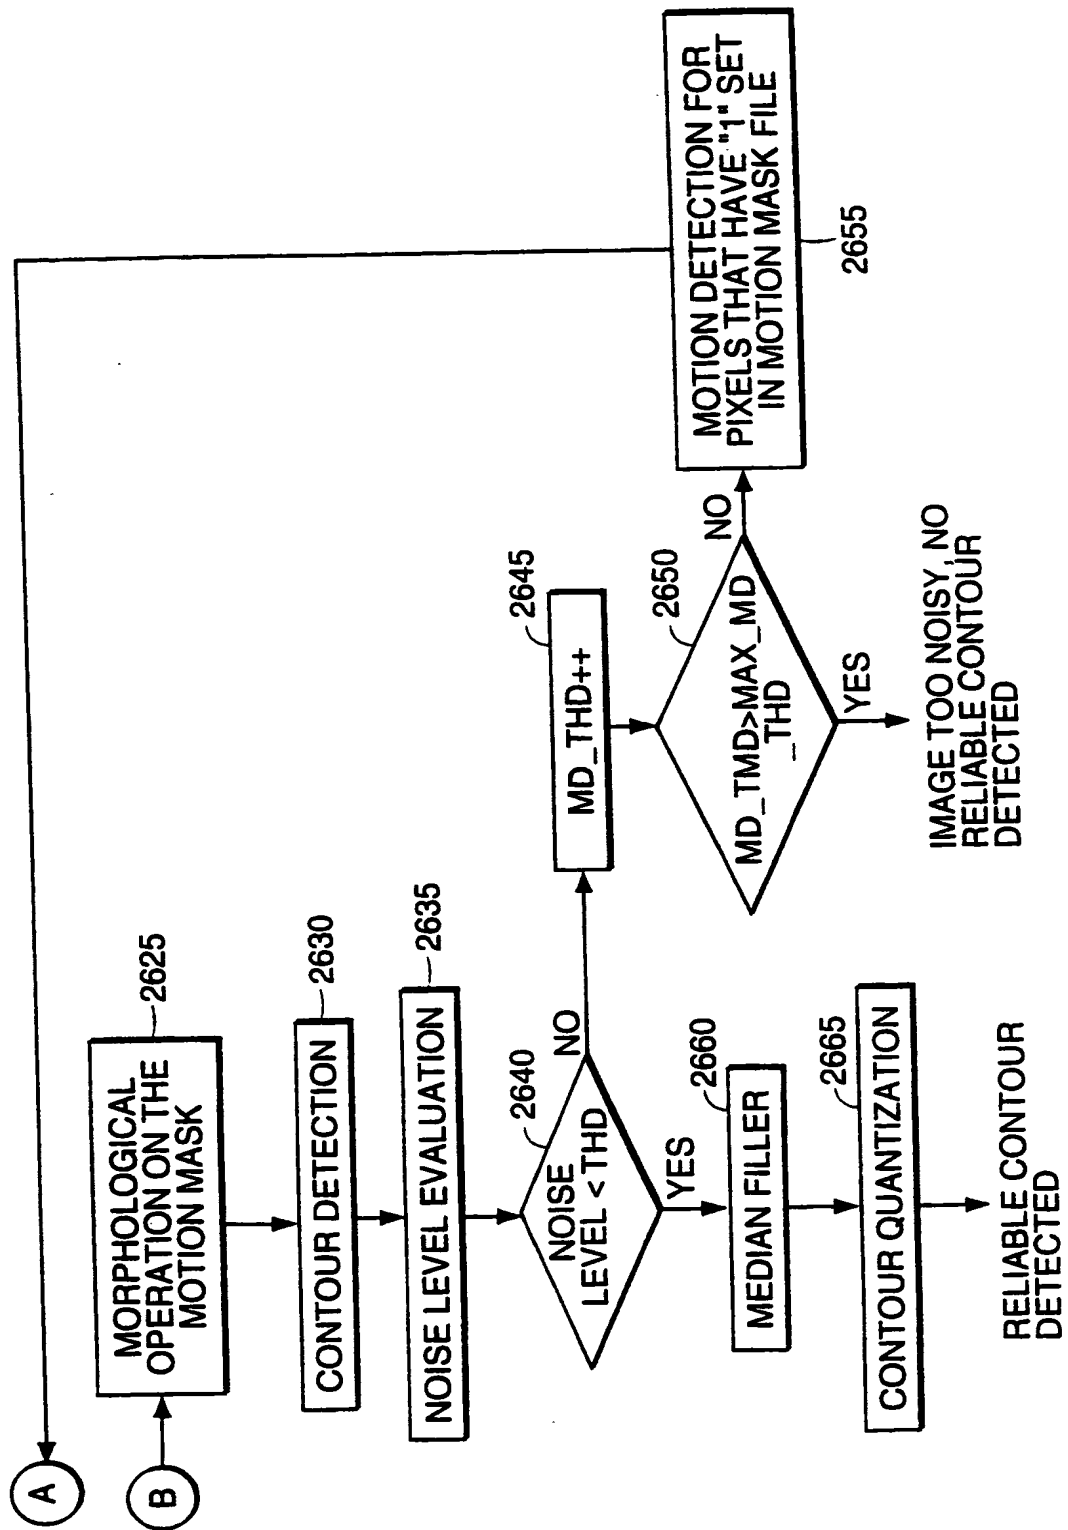 A
B
MORPHOLOGICAL
OPERATION ON THE
MOTION MASK
2625
CONTOUR DETECTION
2630
NOISE LEVEL EVALUATION
2635
NOISE
LEVEL < THD
2640
NO
YES
MD_THD++
2645
MD_TMD>MAX_MD
_THD
2650
NO
YES
MOTION DETECTION FOR
PIXELS THAT HAVE "1" SET
IN MOTION MASK FILE
2655
IMAGE TOO NOISY, NO
RELIABLE CONTOUR
DETECTED
MEDIAN FILLER
2660
CONTOUR QUANTIZATION
2665
RELIABLE CONTOUR
DETECTED